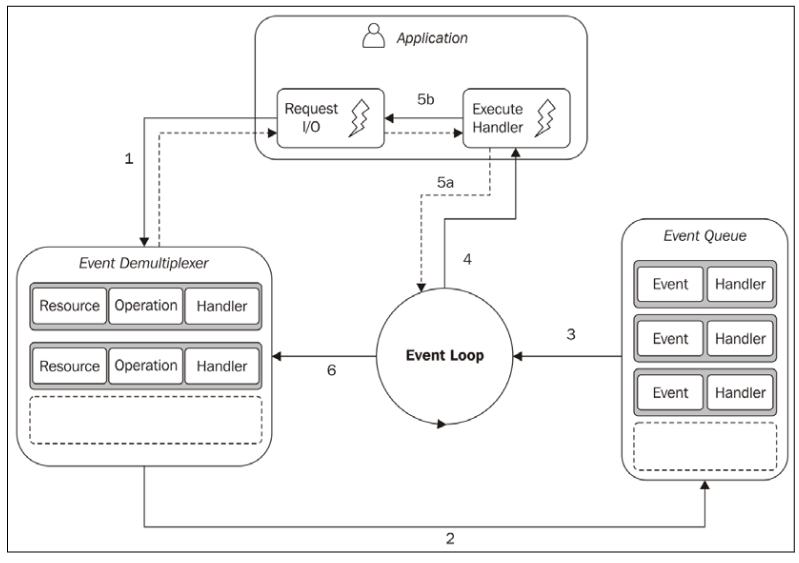 Application
Request
I/O
5b
Execute
Handler
1
5a
Event Demultiplexer
Resource Operation Handler
Resource Operation Handler
4
Event Loop
6
3
Event Queue
Event Handler
Event Handler
Event Handler
2